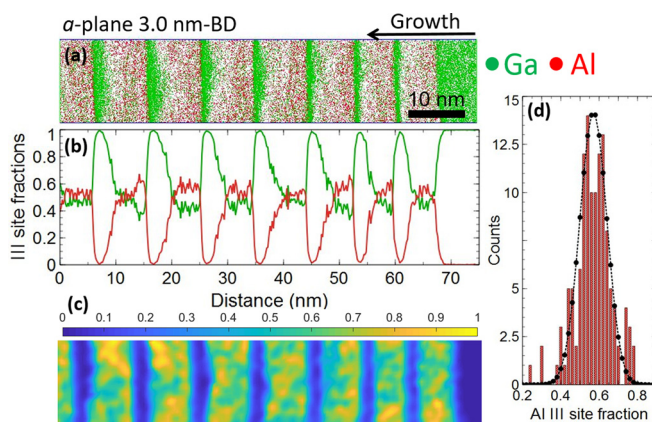 a-plane 3.0 nm-BD
Growth
(a)
10 nm
Ga Al
(b)
III site fractions
1
0.8
0.6
0.4
0.2
0
0 10 20 30 40 50 60 70
Distance (nm)
(c)
0 0.1 0.2 0.3 0.4 0.5 0.6 0.7 0.8 0.9 1
(d)
Counts
15
12.5
10
7.5
5
2.5
0
0.2 0.4 0.6 0.8
Al III site fraction